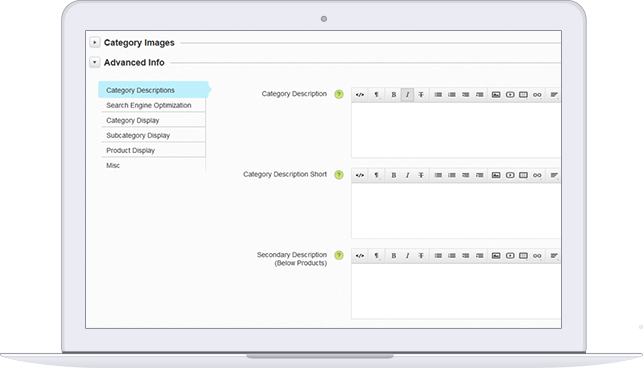 Category Images
Advanced Info
Category Descriptions
Search Engine Optimization
Category Display
Subcategory Display
Product Display
Misc
Category Description ? </> ¶ B I T
Category Description Short ? </> ¶ B I T
Secondary Description
(Below Products) ? </> ¶ B I T